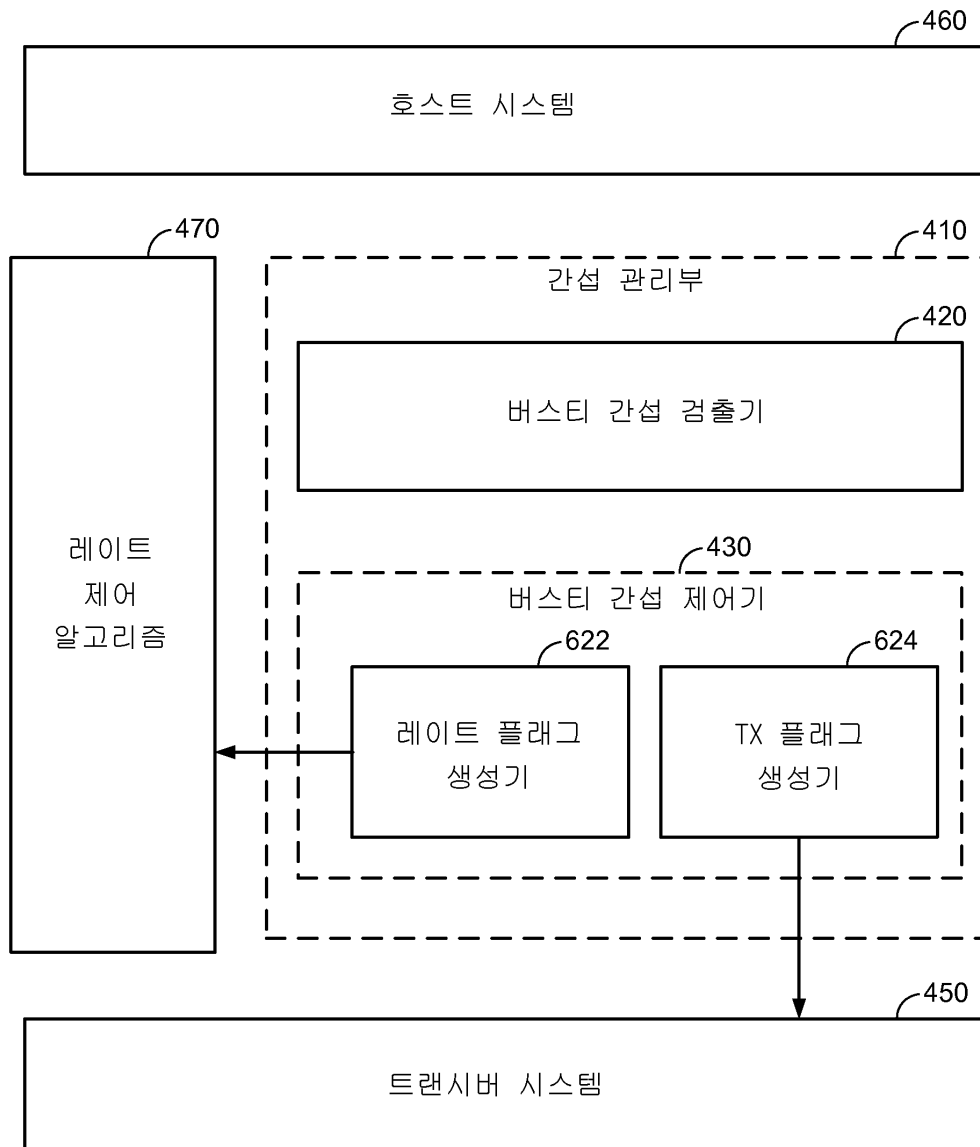 460
호스트 시스템
470
410
간섭 관리부
420
버스티 간섭 검출기
레이트
제어
알고리즘
430
버스티 간섭 제어기
622
레이트 플래그
생성기
624
TX 플래그
생성기
450
트랜시버 시스템